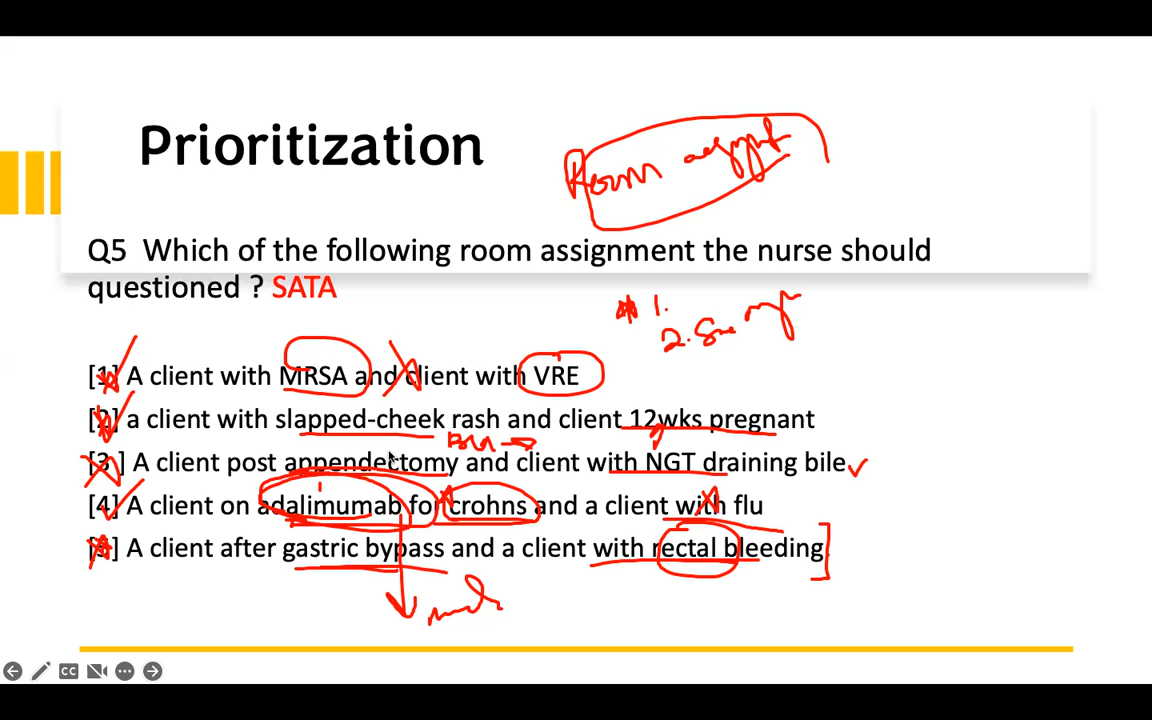 Prioritization
Room
Q5 Which of the following room assignment the nurse should
questioned ? SATA
1.
2.
[1] A client with MRSA and client with VRE
[2] a client with slapped-cheek rash and client 12wks pregnant
[3 ] A client post appendectomy and client with NGT draining bile
[4] A client on adalimumab for crohns and a client with flu
[5] A client after gastric bypass and a client with rectal bleeding
CC